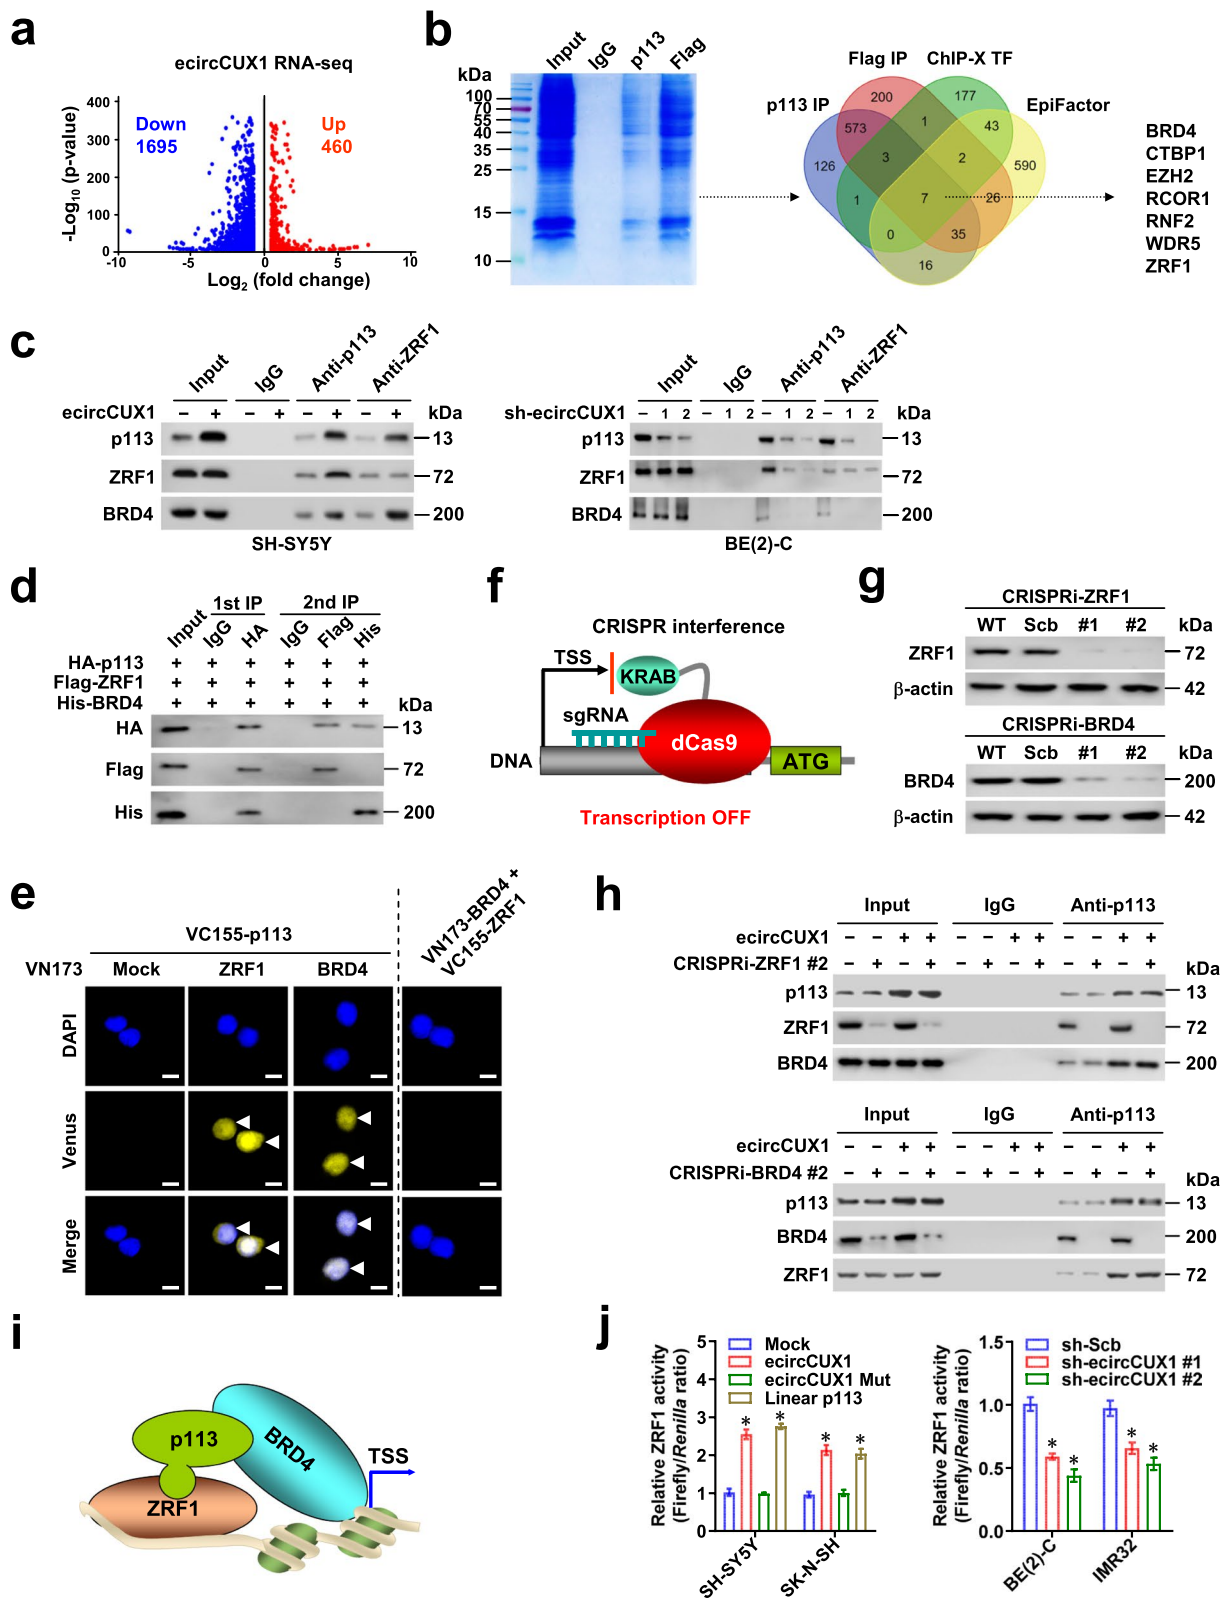 a
ecircCUX1 RNA-seq
-Log10 (p-value)
400
300
200
100
0
Down
1695
Up
460
-10 -5 0 5 10
Log2 (fold change)
b
Input IgG p113 Flag
kDa
100
70
55
40
35
25
15
10
Flag IP ChIP-X TF
p113 IP EpiFactor
200 177
573 1 43
126 3 2 590
1 7 26
0 35
16
BRD4
CTBP1
EZH2
RCOR1
RNF2
WDR5
ZRF1
c
Input IgG Anti-p113 Anti-ZRF1
ecircCUX1 – + – + – + – + kDa
p113 13
ZRF1 72
BRD4 200
SH-SY5Y
Input IgG Anti-p113 Anti-ZRF1
sh-ecircCUX1 – 1 2 – 1 2 – 1 2 – 1 2 kDa
p113 13
ZRF1 72
BRD4 200
BE(2)-C
d
1st IP 2nd IP
Input IgG HA IgG Flag His
HA-p113 + + + + + +
Flag-ZRF1 + + + + + +
His-BRD4 + + + + + + kDa
HA 13
Flag 72
His 200
f
CRISPR interference
TSS
KRAB
sgRNA
dCas9
DNA
ATG
Transcription OFF
g
CRISPRi-ZRF1
WT Scb #1 #2 kDa
ZRF1 72
β-actin 42
CRISPRi-BRD4
WT Scb #1 #2 kDa
BRD4 200
β-actin 42
e
VC155-p113
VN173-BRD4 +
VC155-ZRF1
VN173 Mock ZRF1 BRD4
DAPI
Venus
Merge
h
Input IgG Anti-p113
ecircCUX1 – – + + – – + + – – + +
CRISPRi-ZRF1 #2 – + – + – + – + – + – +
kDa
p113 13
ZRF1 72
BRD4 200
Input IgG Anti-p113
ecircCUX1 – – + + – – + + – – + +
CRISPRi-BRD4 #2 – + – + – + – + – + – +
kDa
p113 13
BRD4 200
ZRF1 72
i
p113
BRD4
ZRF1
TSS
j
Relative ZRF1 activity
(Firefly/Renilla ratio)
5
4
3
2
1
0
Mock
ecircCUX1
ecircCUX1 Mut
Linear p113
* * * *
SH-SY5Y SK-N-SH
Relative ZRF1 activity
(Firefly/Renilla ratio)
1.5
1.0
0.5
0.0
sh-Scb
sh-ecircCUX1 #1
sh-ecircCUX1 #2
* * * *
BE(2)-C IMR32